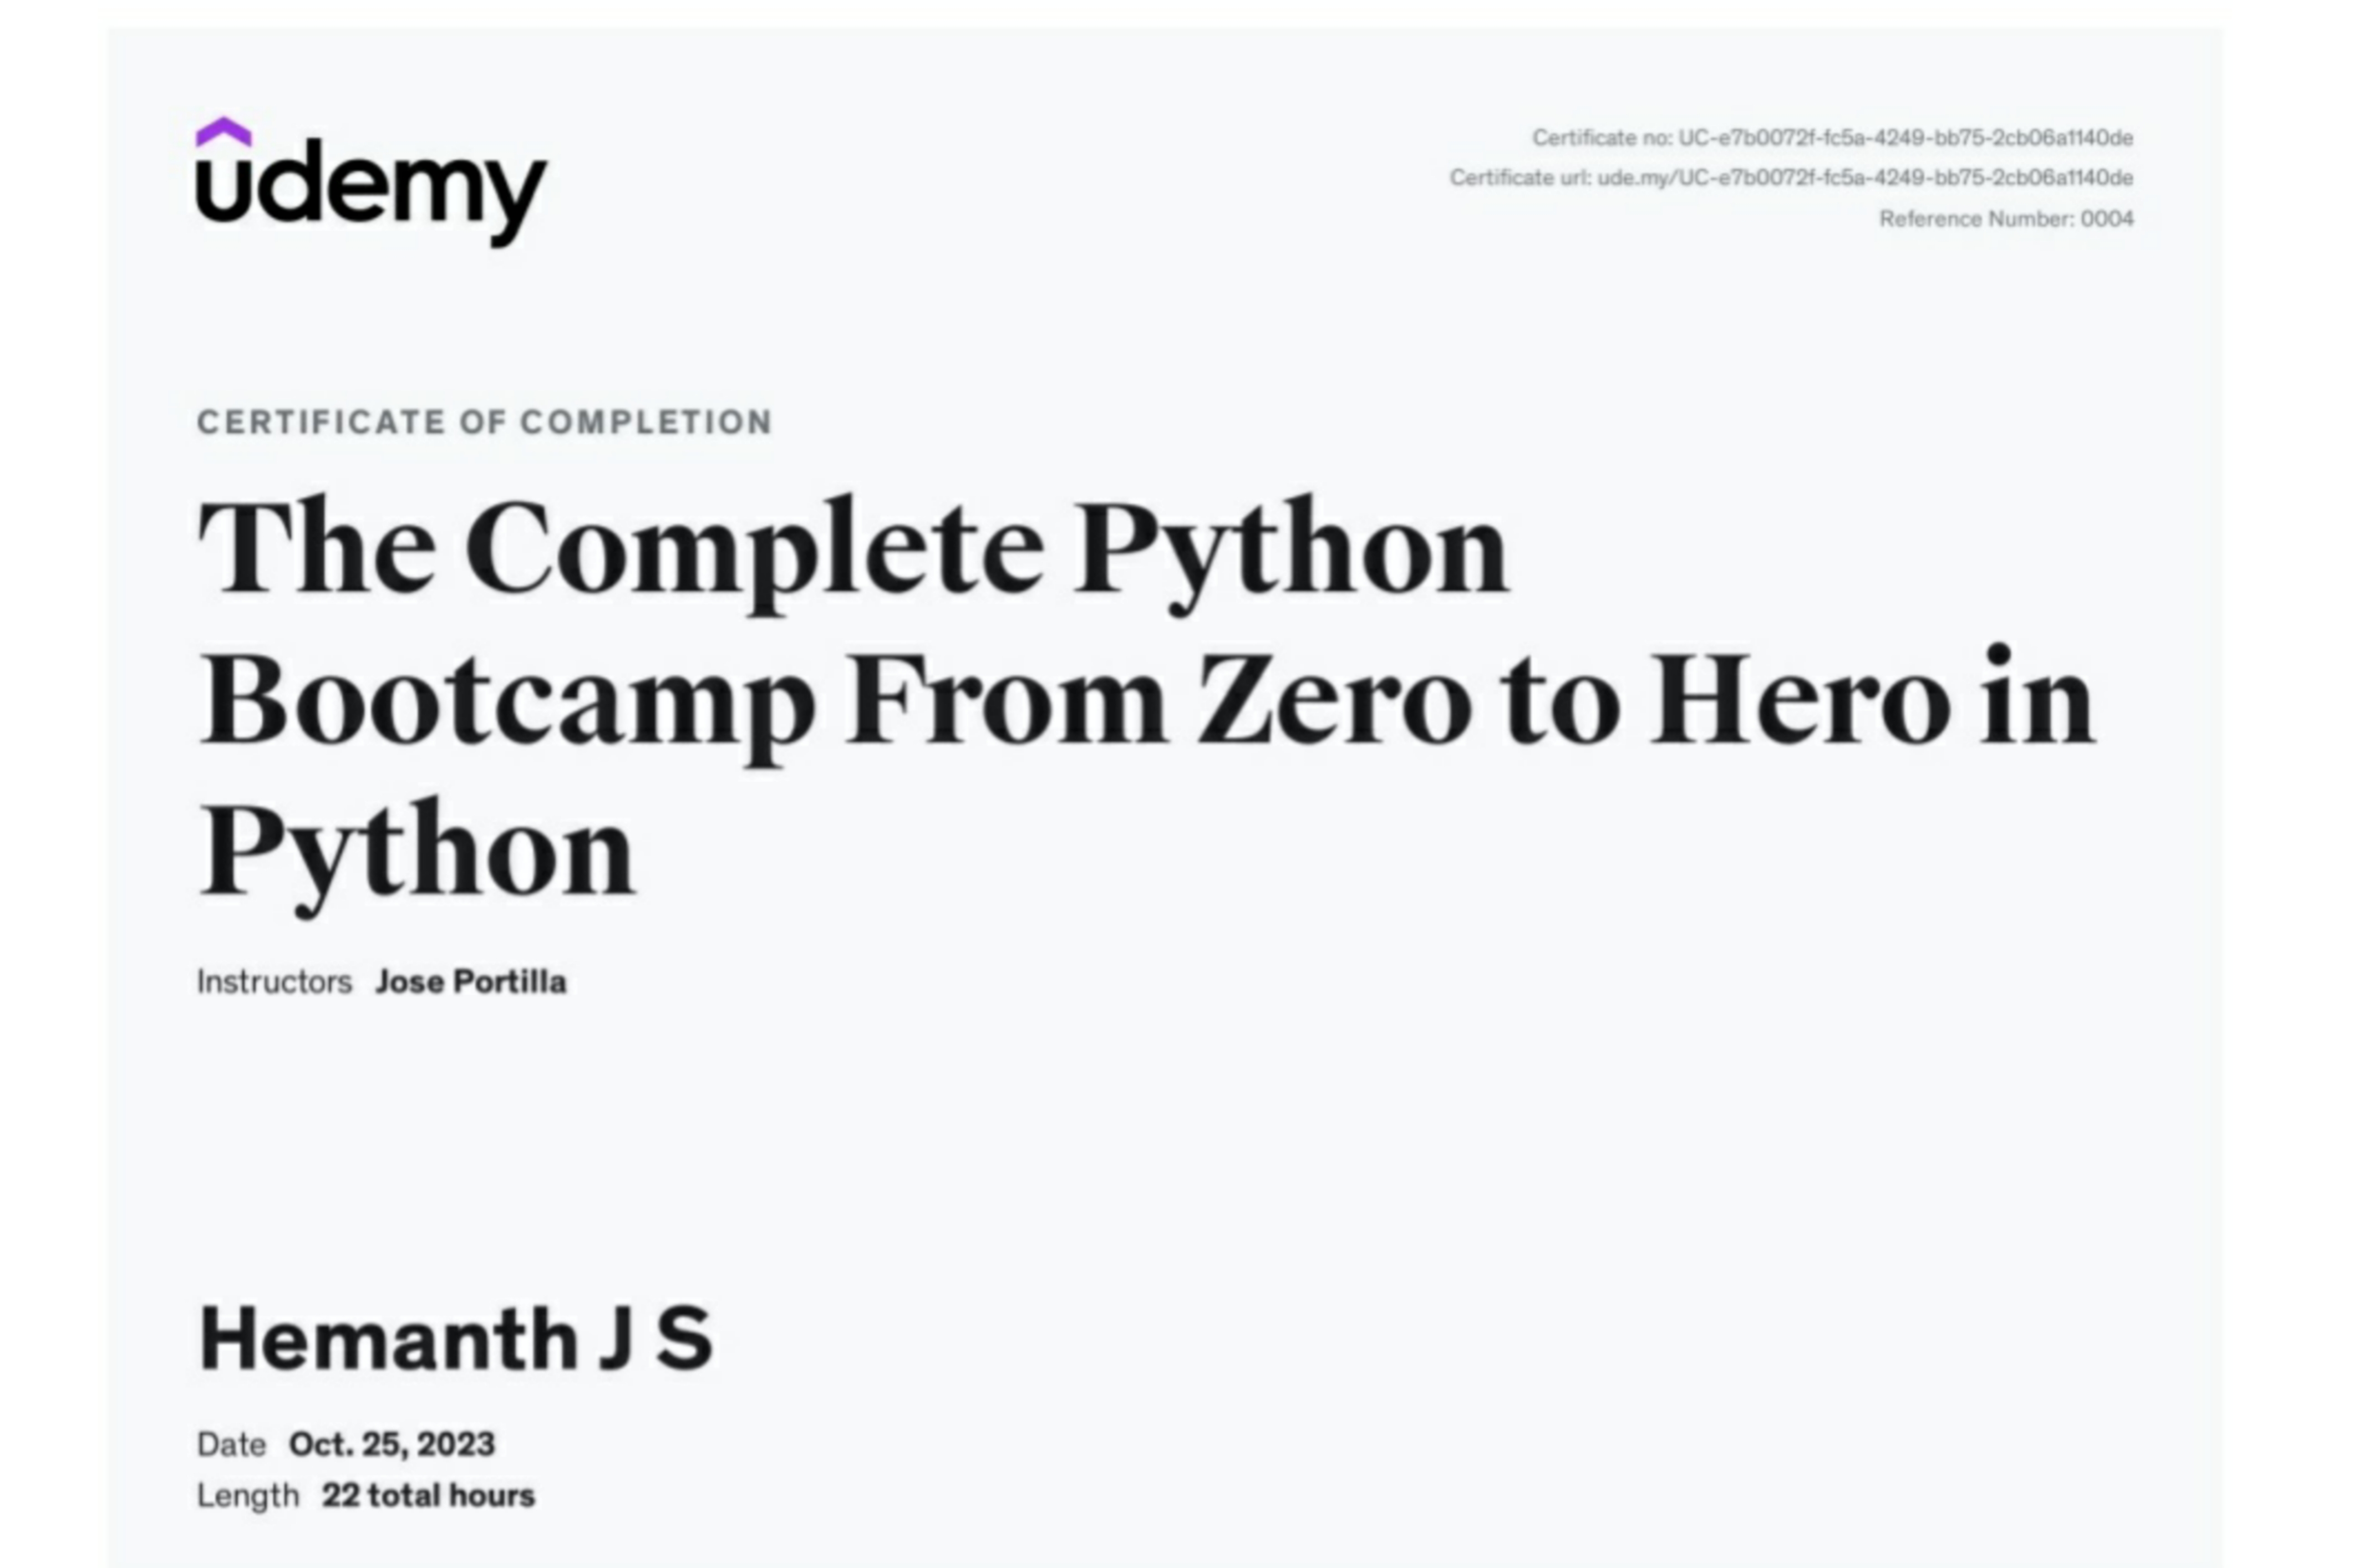 udemy
Certificate no: UC-e7b0072f-fc5a-4249-bb75-2cb06a1140de
Certificate url: ude.my/UC-e7b0072f-fc5a-4249-bb75-2cb06a1140de
Reference Number: 0004
CERTIFICATE OF COMPLETION
The Complete Python
Bootcamp From Zero to Hero in
Python
Instructors Jose Portilla
Hemanth J S
Date Oct. 25, 2023
Length 22 total hours